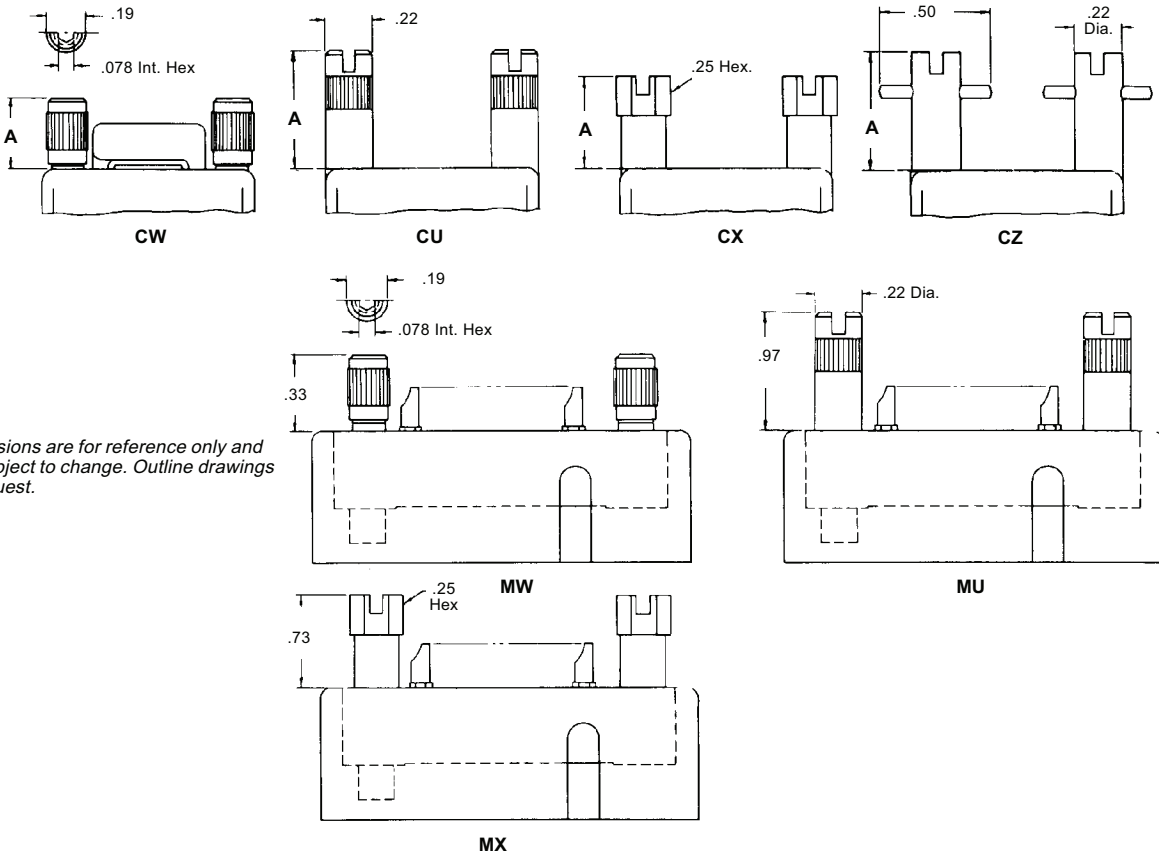 .19
.078 Int. Hex
A
CW
.22
A
CU
.25 Hex.
A
CX
.50
.22
Dia.
A
CZ
.19
.078 Int. Hex
.33
MW
.22 Dia.
.97
MU
sions are for reference only and
ject to change. Outline drawings
uest.
.25
Hex
.73
MX